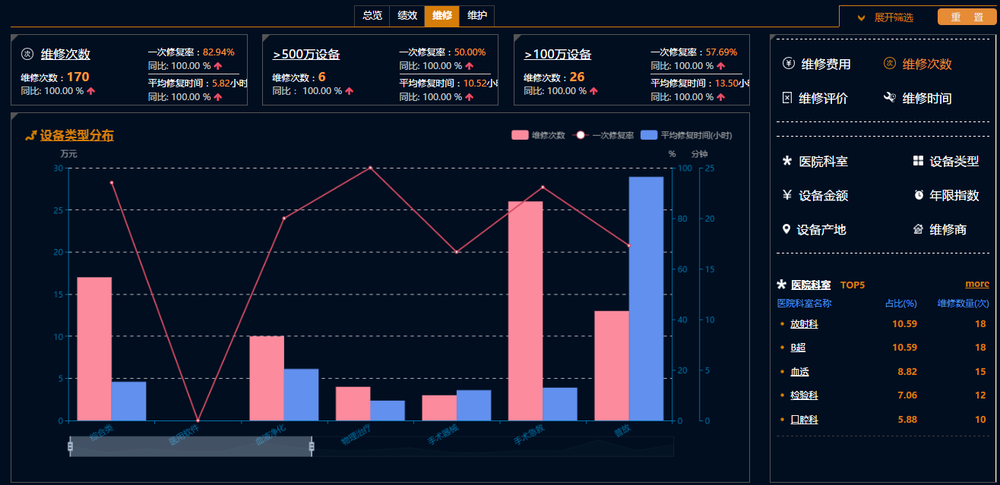 总览 绩效 维修 维护
展开筛选 重 置
次 维修次数
维修次数：170
同比: 100.00 %
一次修复率：82.94%
同比: 100.00 %
平均修复时间：5.82小时
同比: 100.00 %
>500万设备
维修次数：6
同比： 100.00 %
一次修复率：50.00%
同比: 100.00 %
平均修复时间：10.52小
同比: 100.00 %
>100万设备
维修次数：26
同比: 100.00 %
一次修复率：57.69%
同比: 100.00 %
平均修复时间：13.50小
同比: 100.00 %
设备类型分布
维修次数 一次修复率 平均修复时间(小时)
万元 % 分钟
30 100 25
25
80 20
20
60 15
15
40 10
10
20 5
5
0 0 0
综合类 医用软件 血液净化 物理治疗 手术器械 手术急救 普放
¥ 维修费用 次 维修次数
维修评价 维修时间
医院科室 设备类型
¥ 设备金额 年限指数
设备产地 维修商
医院科室 TOP5 more
医院科室名称 占比(%) 维修数量(次)
放射科 10.59 18
B超 10.59 18
血透 8.82 15
检验科 7.06 12
口腔科 5.88 10